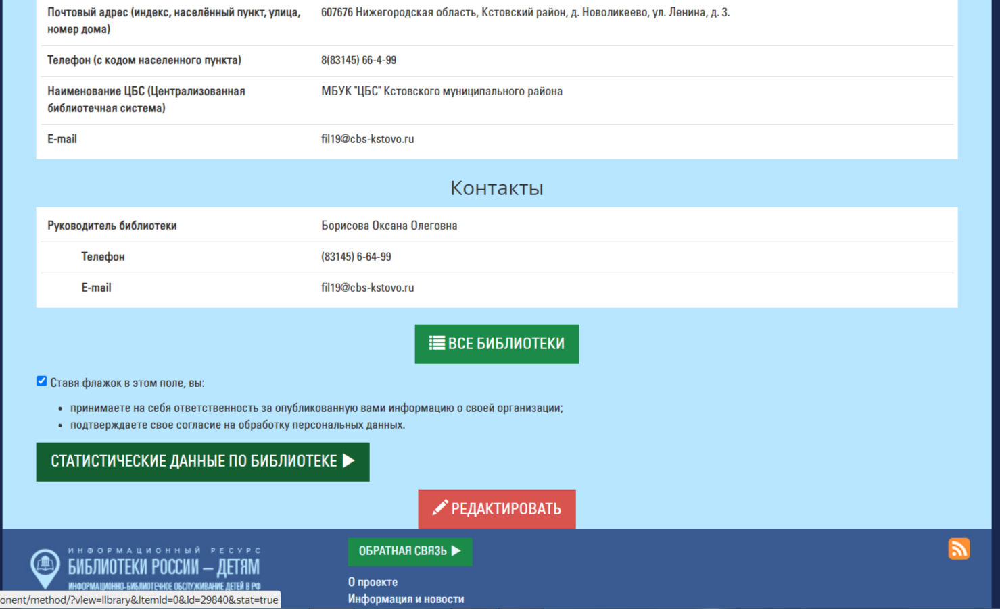 Почтовый адрес (индекс, населённый пункт, улица, номер дома)
607676 Нижегородская область, Кстовский район, д. Новоликеево, ул. Ленина, д. 3.
Телефон (с кодом населенного пункта)
8(83145) 66-4-99
Наименование ЦБС (Централизованная библиотечная система)
МБУК "ЦБС" Кстовского муниципального района
E-mail
fil19@cbs-kstovo.ru
Контакты
Руководитель библиотеки
Борисова Оксана Олеговна
Телефон
(83145) 6-64-99
E-mail
fil19@cbs-kstovo.ru
ВСЕ БИБЛИОТЕКИ
Ставя флажок в этом поле, вы:
• принимаете на себя ответственность за опубликованную вами информацию о своей организации;
• подтверждаете свое согласие на обработку персональных данных.
СТАТИСТИЧЕСКИЕ ДАННЫЕ ПО БИБЛИОТЕКЕ
РЕДАКТИРОВАТЬ
ИНФОРМАЦИОННЫЙ РЕСУРС
БИБЛИОТЕКИ РОССИИ — ДЕТЯМ
ИНФОРМАЦИОННО-БИБЛИОТЕЧНОЕ ОБСЛУЖИВАНИЕ ДЕТЕЙ В РФ
ОБРАТНАЯ СВЯЗЬ
О проекте
Информация и новости
onent/method/?view=library&Itemid=0&id=29840&stat=true